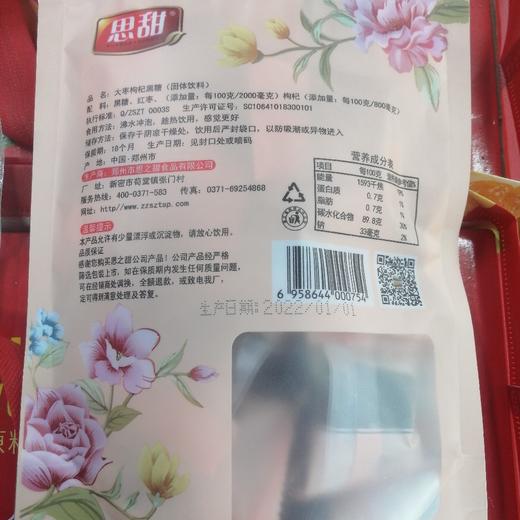 思甜
品名：大枣枸杞黑糖（固体饮料）
配料：黑糖、红枣、（添加量：每100克/2000毫克）枸杞（添加量：每100克/800毫克）
执行标准：Q/ZSZT 0003S 生产许可证号：SC10641018300101
食用方法：沸水冲泡，趁热饮用，感觉更好
储存方法：保存于阴凉干燥处，饮用后严封袋口，以防吸潮或异物进入
保质期：18个月 生产日期：见封口处或喷码
产地：中国·郑州市
生产商：郑州市思之甜食品有限公司
厂址：新密市苟堂镇张门村
服务热线：400-0371-583 传真：0371-69254868
网址：http://www.zzsztsp.com
温馨提示
本产品允许有少量漂浮或沉淀物，请放心饮用。
品质保证
感谢您购买思之甜公司产品！公司产品经严格
筛选包装上市，如在保质期内发生任何质量问题，
可在经销商处调换，全额退款，或致电我厂，
定可得到满意处理及答复。
营养成分表
项目 每100克
能量 1593千焦
蛋白质 0.7克 1%
脂肪 0.7克 1%
碳水化合物 89.8克 30%
钠 33毫克 2%
6 958644 000754
生产日期:2022/01/01